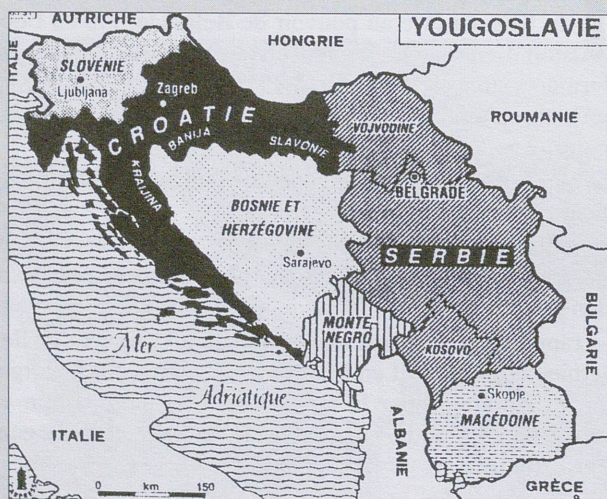 AUTRICHE
YOUGOSLAVIE
HONGRIE
ITALIE
SLOVÉNIE
Ljubljana
Zagreb
ROUMANIE
CROATIE
BANIJA
SLAVONIE
VOJVODINE
KRAIJINA
BELGRADE
BOSNIE ET
HERZÉGOVINE
Sarajevo
SERBIE
BULGARIE
MONTE
NEGRO
KOSOVO
Mer
Adriatique
Skopje
MACÉDOINE
ALBANIE
ITALIE
GRÈCE
0 km 150